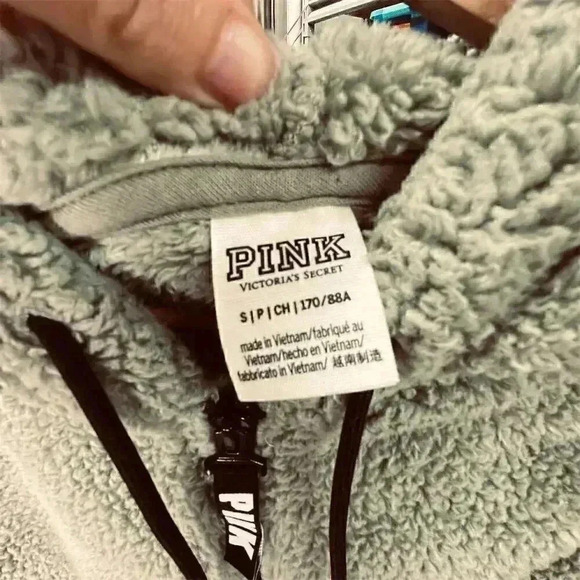 PINK
VICTORIA'S SECRET
S|P|CH|170/88A
made in Vietnam/fabriqué au
Vietnam/hecho en Vietnam/
fabbricato in Vietnam/ 越南制造
PINK